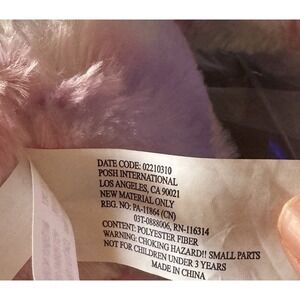 DATE CODE: 02210310
POSH INTERNATIONAL
LOS ANGELES, CA 90021
NEW MATERIAL ONLY
REG. NO: PA-11864 (CN)
03T-0888006, RN-116314
CONTENT: POLYESTER FIBER
WARNING: CHOKING HAZARD!! SMALL PARTS
NOT FOR CHILDREN UNDER 3 YEARS
MADE IN CHINA